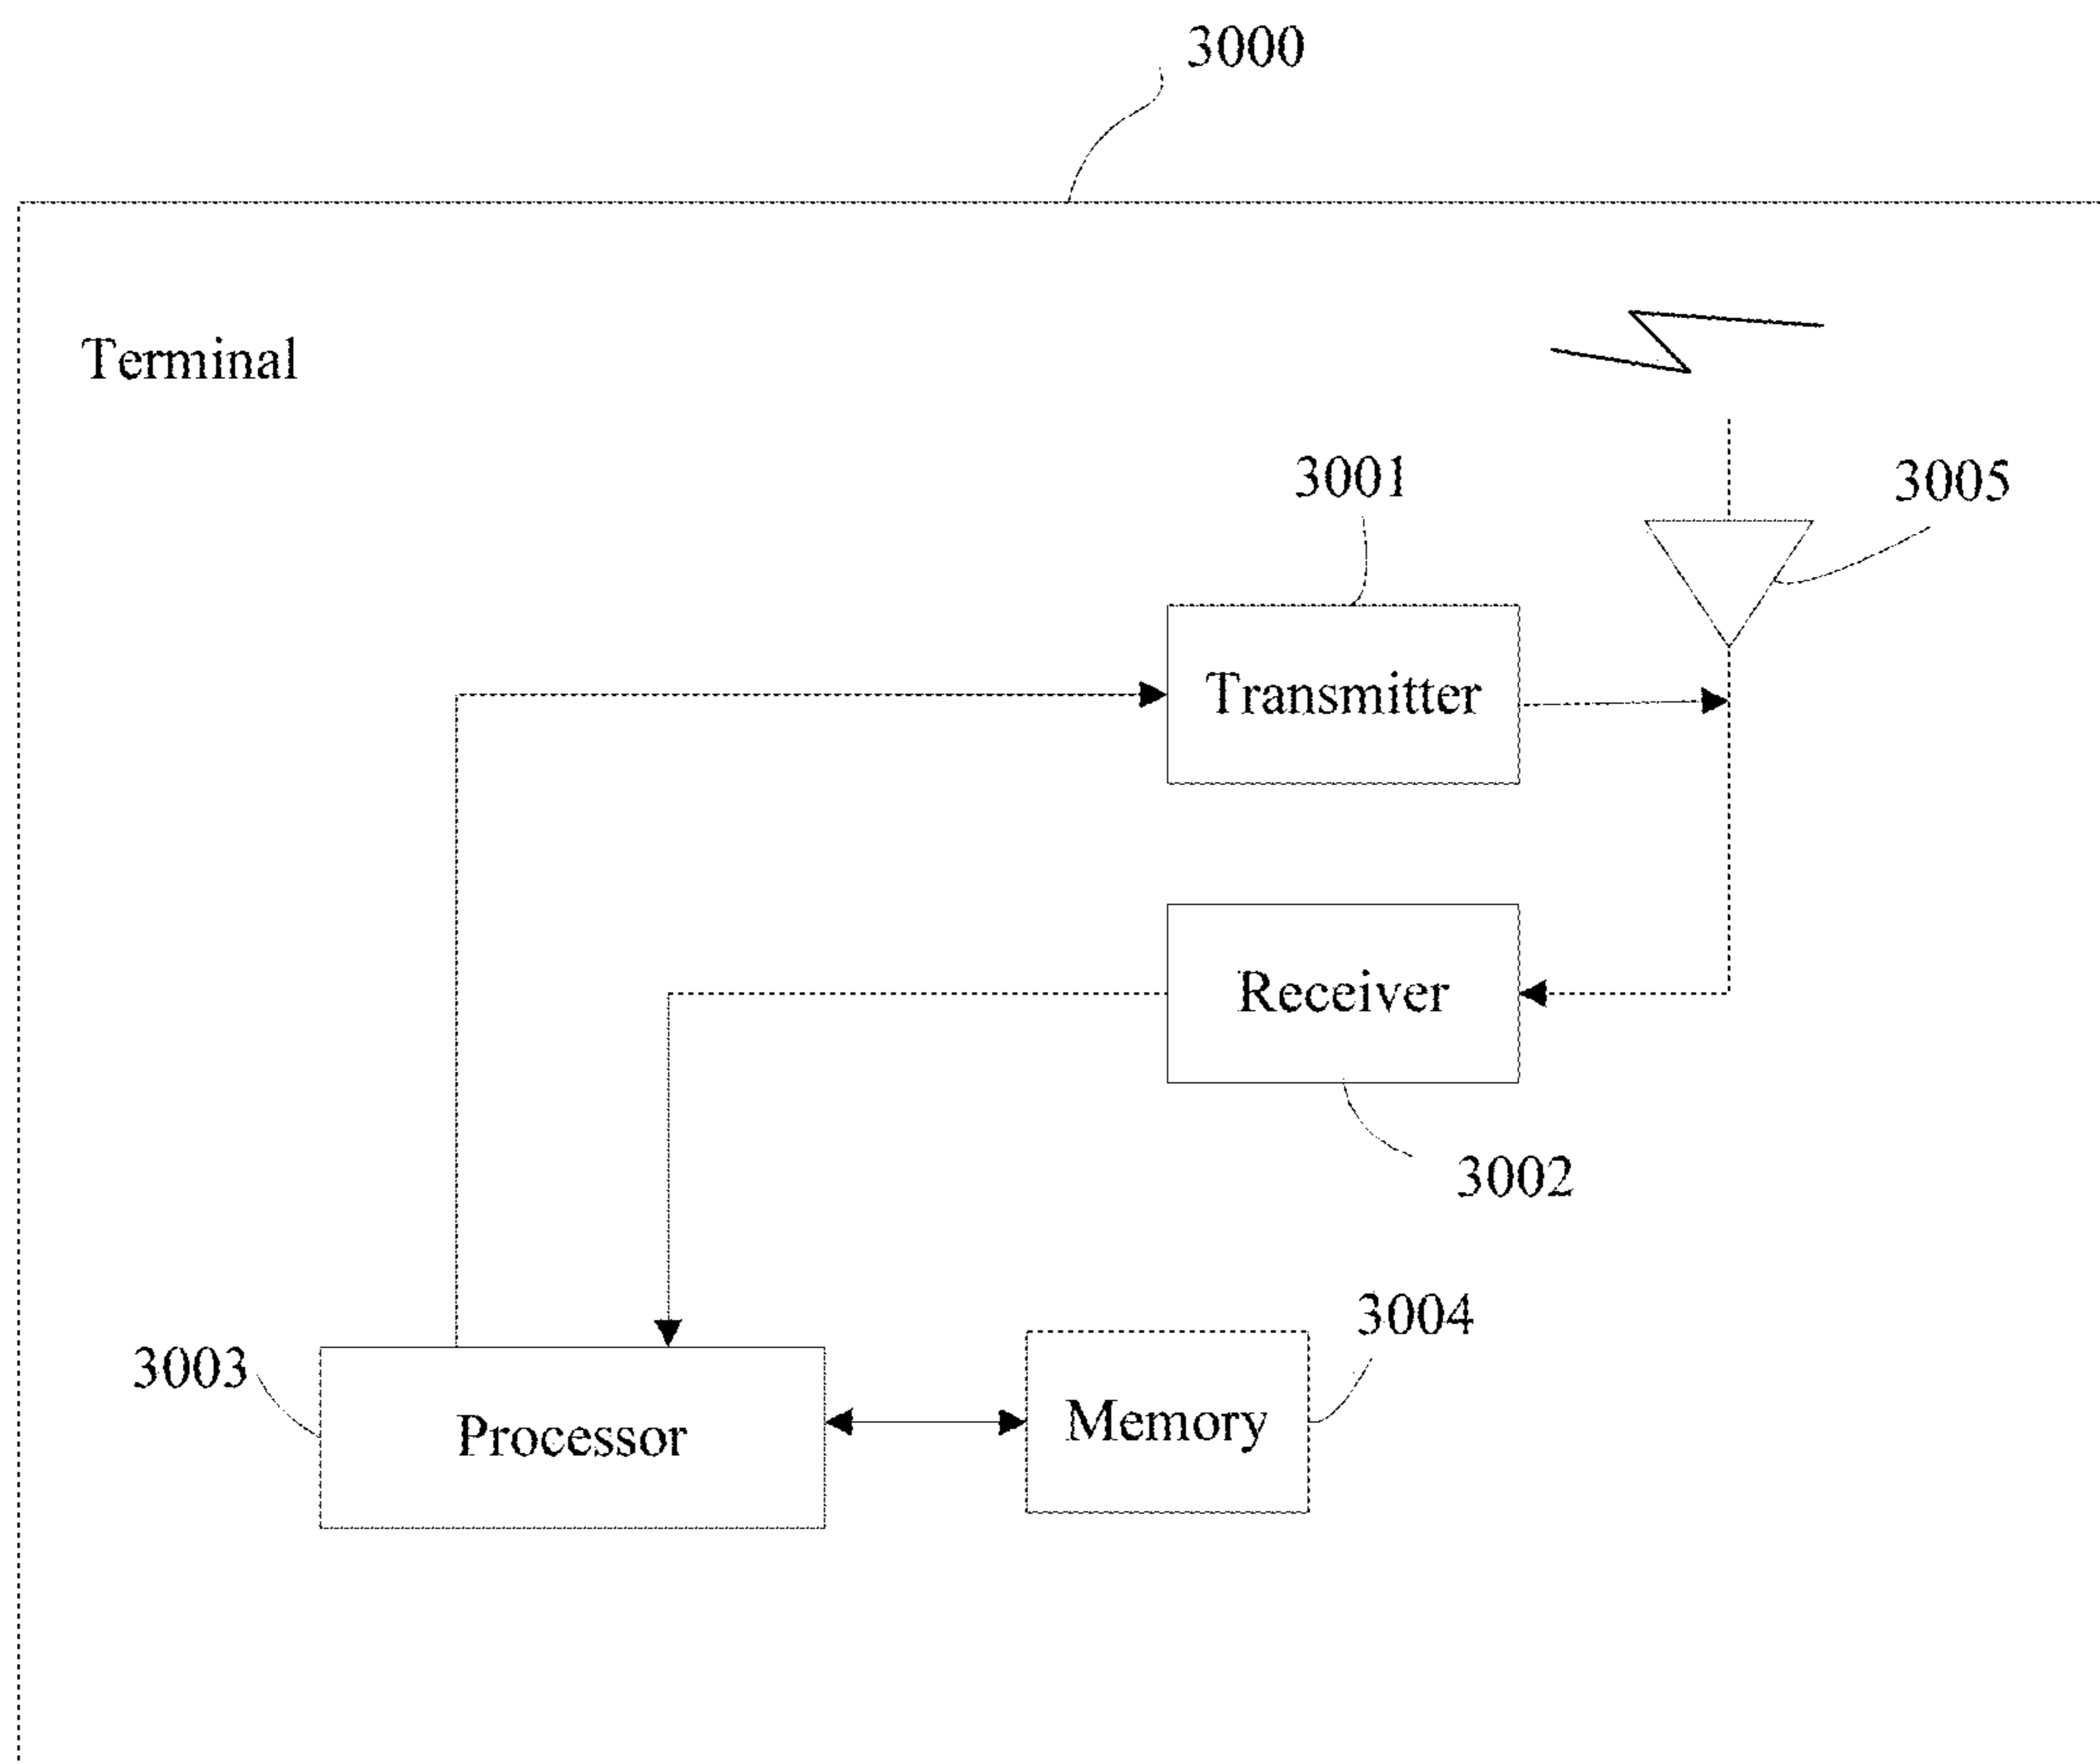 3000
Terminal
3001
3005
Transmitter
Receiver
3002
3004
3003
Memory
Processor